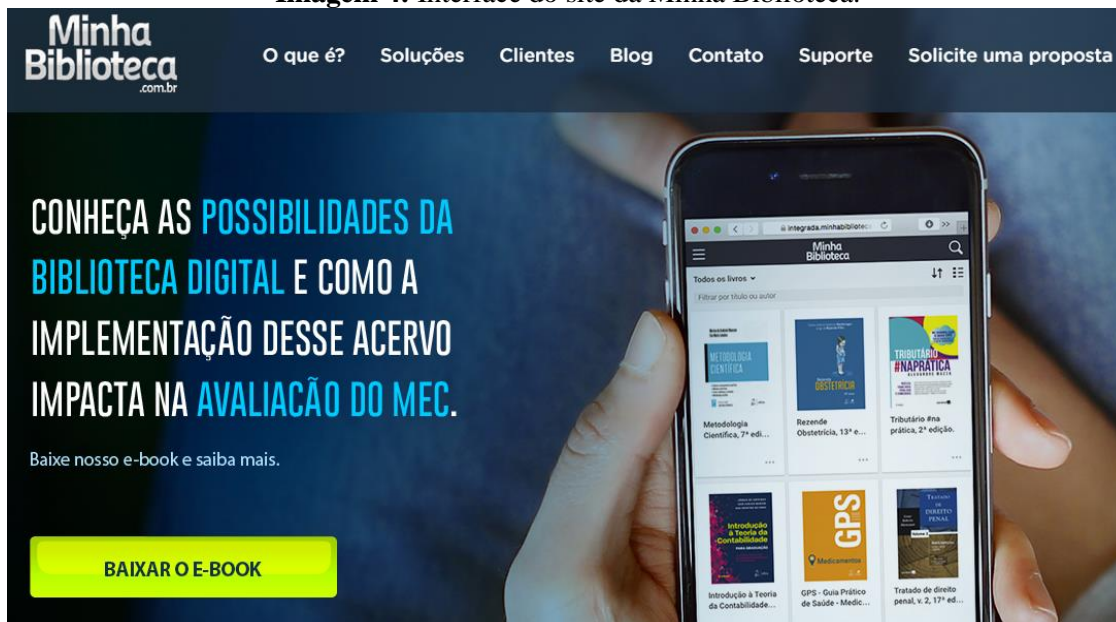 Imagem 4. Interface do site da Minha Biblioteca.
Minha
Biblioteca
.com.br
O que é? Soluções Clientes Blog Contato Suporte Solicite uma proposta
CONHEÇA AS POSSIBILIDADES DA
BIBLIOTECA DIGITAL E COMO A
IMPLEMENTAÇÃO DESSE ACERVO
IMPACTA NA AVALIAÇÃO DO MEC.
Baixe nosso e-book e saiba mais.
BAIXAR O E-BOOK
integrada.minhabibliotec
Minha
Biblioteca
Todos os livros
Filtrar por título ou autor
METODOLOGIA
CIENTÍFICA
Rezende
OBSTETRÍCIA
TRIBUTÁRIO
#NAPRÁTICA
Metodologia
Científica, 7ª edi...
Rezende
Obstetrícia, 13ª e...
Tributário #na
prática, 2ª edição.
Introdução
à Teoria da
Contabilidade
PARA GRADUAÇÃO
GPS
Medicamentos
TRATADO
DE
DIREITO
PENAL
Introdução à Teoria
da Contabilidade...
GPS - Guia Prático
de Saúde - Medic...
Tratado de direito
penal, v. 2, 17ª ed...